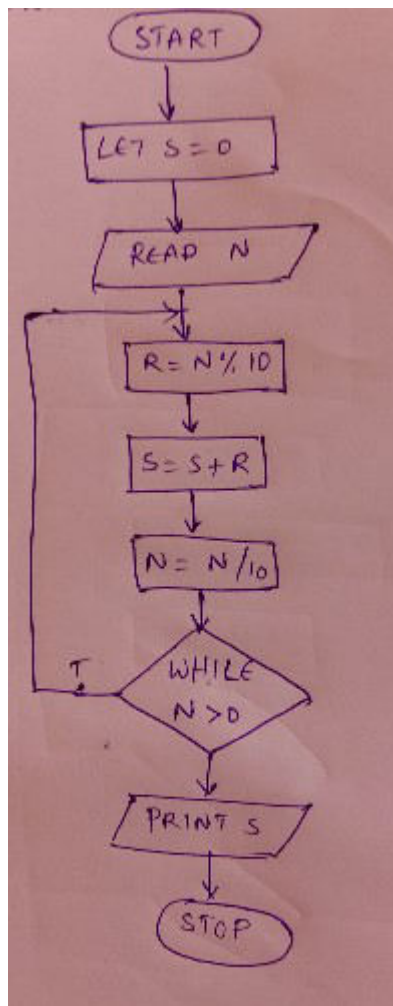 START
LET S = 0
READ N
R = N % 10
S = S + R
N = N / 10
T
WHILE
N > 0
PRINT S
STOP